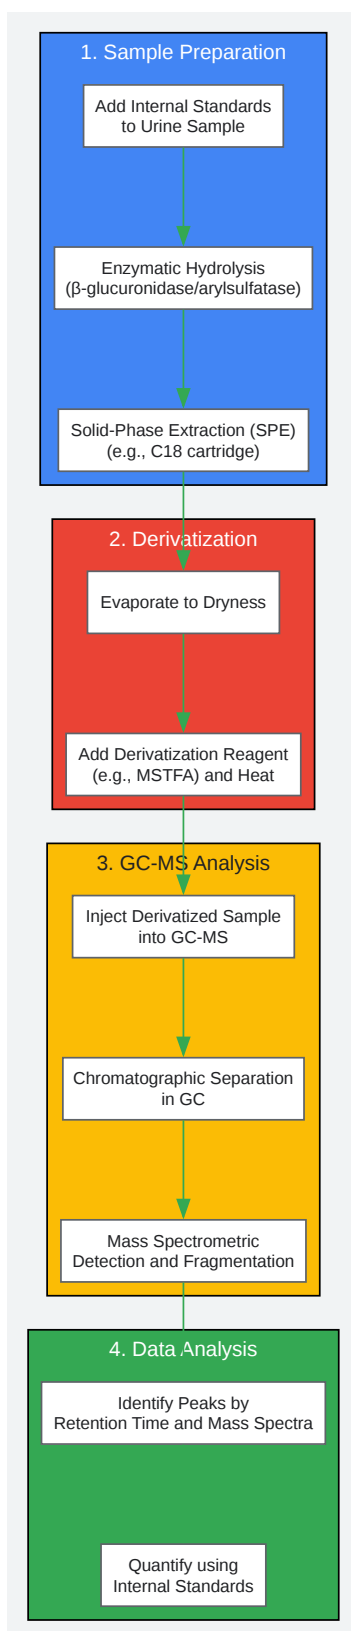 1. Sample Preparation
Add Internal Standards
to Urine Sample
Enzymatic Hydrolysis
(β-glucuronidase/arylsulfatase)
Solid-Phase Extraction (SPE)
(e.g., C18 cartridge)
2. Derivatization
Evaporate to Dryness
Add Derivatization Reagent
(e.g., MSTFA) and Heat
3. GC-MS Analysis
Inject Derivatized Sample
into GC-MS
Chromatographic Separation
in GC
Mass Spectrometric
Detection and Fragmentation
4. Data Analysis
Identify Peaks by
Retention Time and Mass Spectra
Quantify using
Internal Standards